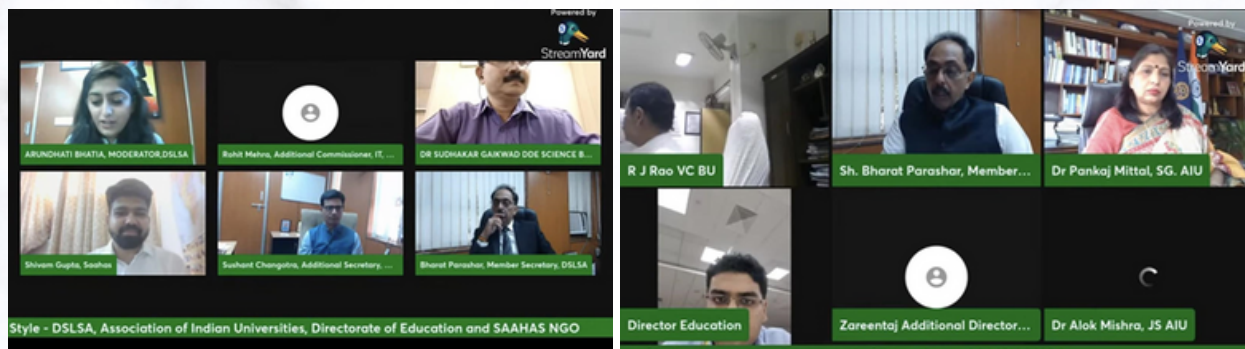 Powered by
StreamYard
ARUNDHATI BHATIA, MODERATOR,DSLSA
Rohit Mehra, Additional Commissioner, IT, ...
DR SUDHAKAR GAIKWAD DDE SCIENCE B...
Shivam Gupta, Saahas
Sushant Changotra, Additional Secretary, ...
Bharat Parashar, Member Secretary, DSLSA
Style - DSLSA, Association of Indian Universities, Directorate of Education and SAAHAS NGO
Powered by
StreamYard
R J Rao VC BU
Sh. Bharat Parashar, Member...
Dr Pankaj Mittal, SG. AIU
Director Education
Zareentaj Additional Director...
Dr Alok Mishra, JS AIU